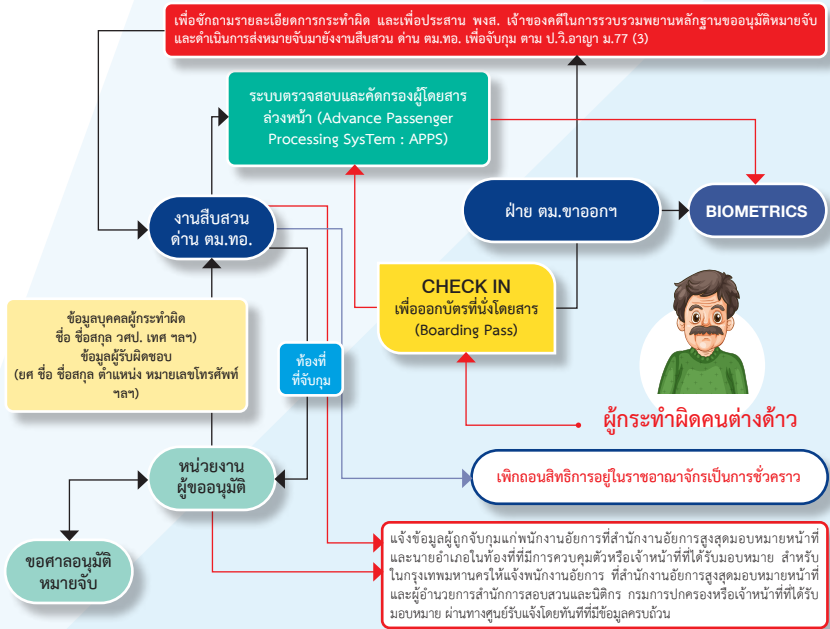 เพื่อซักถามรายละเอียดการกระทำผิด และเพื่อประสาน พงส. เจ้าของคดีในการรวบรวมพยานหลักฐานขออนุมัติหมายจับ
และดำเนินการส่งหมายจับมายังงานสืบสวน ด่าน ตม.ทอ. เพื่อจับกุม ตาม ป.วิ.อาญา ม.77 (3)
ระบบตรวจสอบและคัดกรองผู้โดยสาร
ล่วงหน้า (Advance Passenger
Processing SysTem : APPS)
งานสืบสวน
ด่าน ตม.ทอ.
ฝ่าย ตม.ขาออกฯ
BIOMETRICS
CHECK IN
เพื่อออกบัตรที่นั่งโดยสาร
(Boarding Pass)
ข้อมูลบุคคลผู้กระทำผิด
ชื่อ ชื่อสกุล วศป. เทศ ฯลฯ)
ข้อมูลผู้รับผิดชอบ
(ยศ ชื่อ ชื่อสกุล ตำแหน่ง หมายเลขโทรศัพท์
ฯลฯ)
ท้องที่
ที่จับกุม
ผู้กระทำผิดคนต่างด้าว
หน่วยงาน
ผู้ขออนุมัติ
เพิกถอนสิทธิการอยู่ในราชอาณาจักรเป็นการชั่วคราว
ขอศาลอนุมัติ
หมายจับ
แจ้งข้อมูลผู้ถูกจับกุมแก่พนักงานอัยการที่สำนักงานอัยการสูงสุดมอบหมายหน้าที่
และนายอำเภอในท้องที่ที่มีการควบคุมตัวหรือเจ้าหน้าที่ที่ได้รับมอบหมาย สำหรับ
ในกรุงเทพมหานครให้แจ้งพนักงานอัยการ ที่สำนักงานอัยการสูงสุดมอบหมายหน้าที่
และผู้อำนวยการสำนักการสอบสวนและนิติกร กรมการปกครองหรือเจ้าหน้าที่ที่ได้รับ
มอบหมาย ผ่านทางศูนย์รับแจ้งโดยทันทีที่มีข้อมูลครบถ้วน